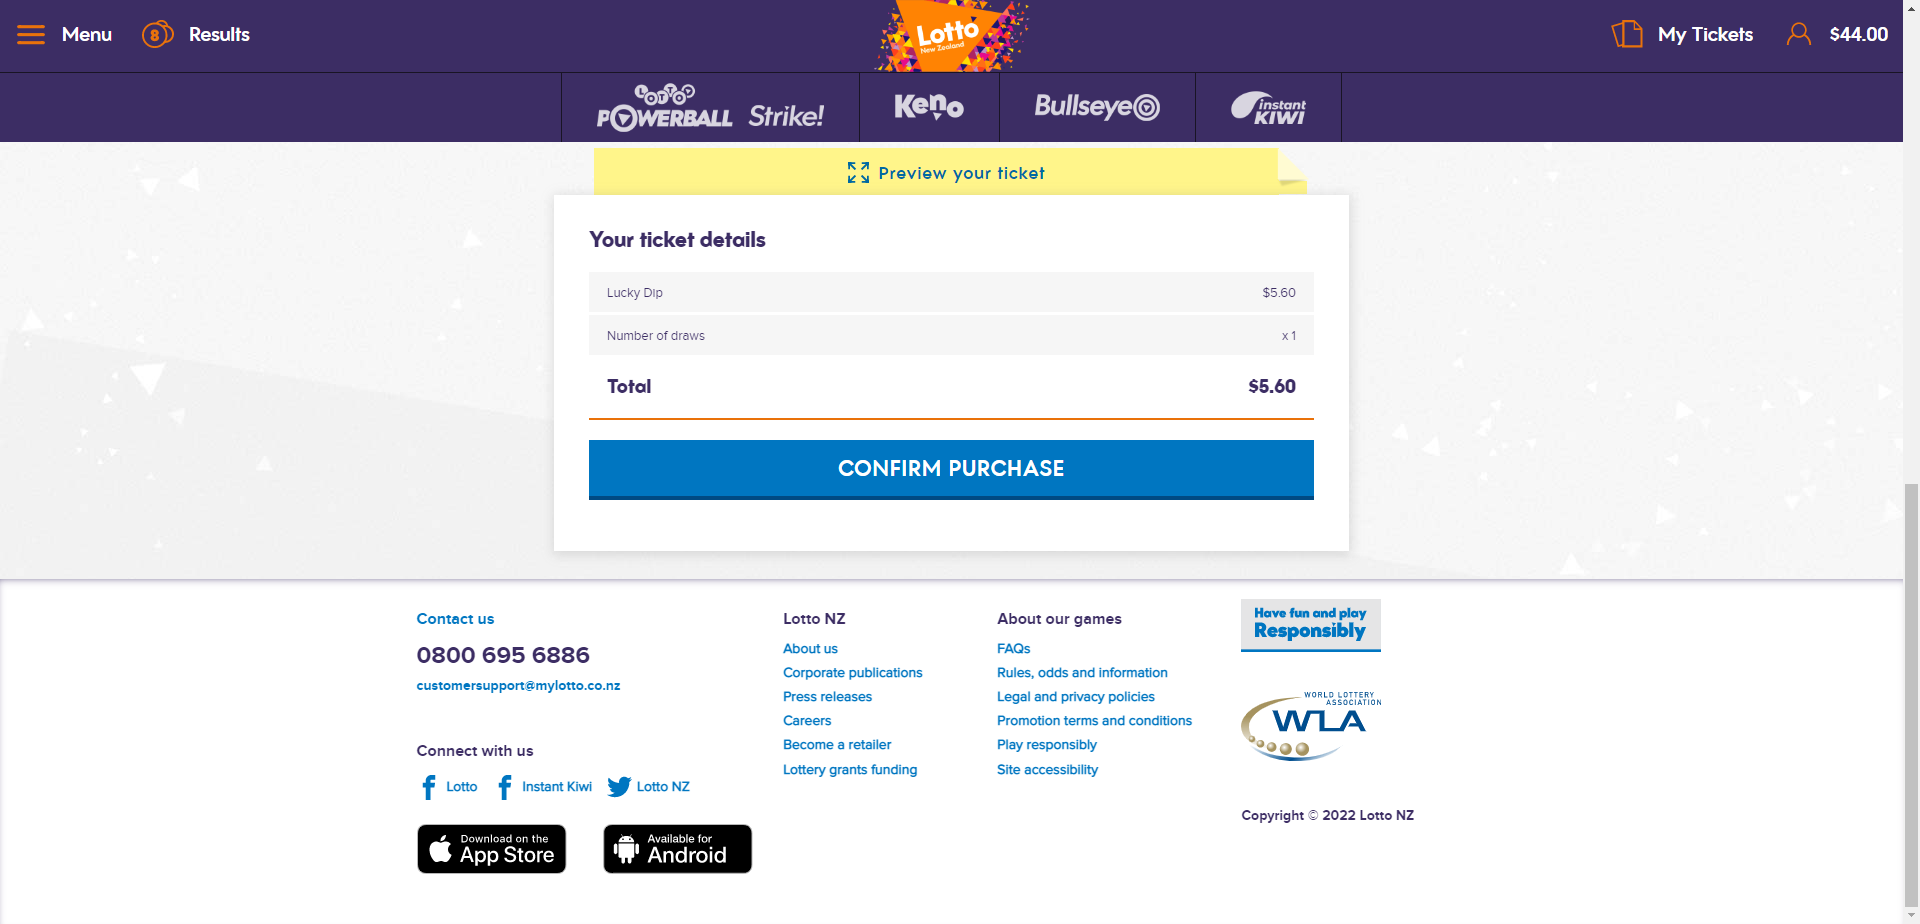 Menu
8
Results
Lotto
New Zealand
My Tickets
$44.00
LOTTO
POWERBALL
Strike!
Keno
Bullseye
instant
KIWI
Preview your ticket
Your ticket details
Lucky Dip $5.60
Number of draws x 1
Total $5.60
CONFIRM PURCHASE
Contact us
0800 695 6886
customersupport@mylotto.co.nz
Connect with us
Lotto
Instant Kiwi
Lotto NZ
Download on the
App Store
Available for
Android
Lotto NZ
About us
Corporate publications
Press releases
Careers
Become a retailer
Lottery grants funding
About our games
FAQs
Rules, odds and information
Legal and privacy policies
Promotion terms and conditions
Play responsibly
Site accessibility
Have fun and play
Responsibly
WORLD LOTTERY
ASSOCIATION
WLA
Copyright © 2022 Lotto NZ